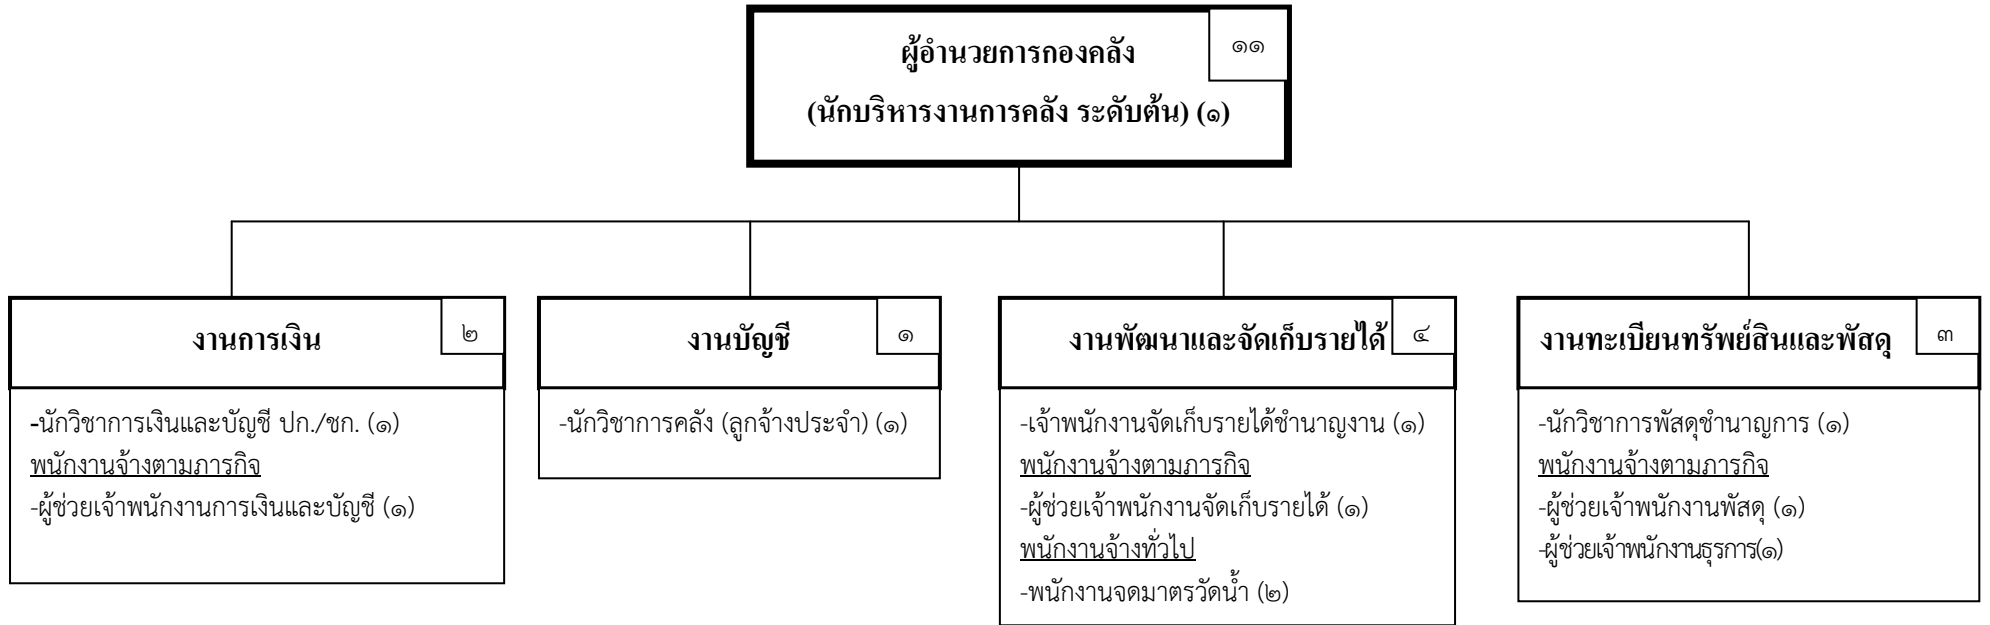 ผู้อำนวยการกองคลัง
๑๑
(นักบริหารงานการคลัง ระดับต้น) (๑)
งานการเงิน
๒
-นักวิชาการเงินและบัญชี ปก./ชก. (๑)
พนักงานจ้างตามภารกิจ
-ผู้ช่วยเจ้าพนักงานการเงินและบัญชี (๑)
งานบัญชี
๑
-นักวิชาการคลัง (ลูกจ้างประจำ) (๑)
งานพัฒนาและจัดเก็บรายได้
๔
-เจ้าพนักงานจัดเก็บรายได้ชำนาญงาน (๑)
พนักงานจ้างตามภารกิจ
-ผู้ช่วยเจ้าพนักงานจัดเก็บรายได้ (๑)
พนักงานจ้างทั่วไป
-พนักงานจดมาตรวัดน้ำ (๒)
งานทะเบียนทรัพย์สินและพัสดุ
๓
-นักวิชาการพัสดุชำนาญการ (๑)
พนักงานจ้างตามภารกิจ
-ผู้ช่วยเจ้าพนักงานพัสดุ (๑)
-ผู้ช่วยเจ้าพนักงานธุรการ(๑)